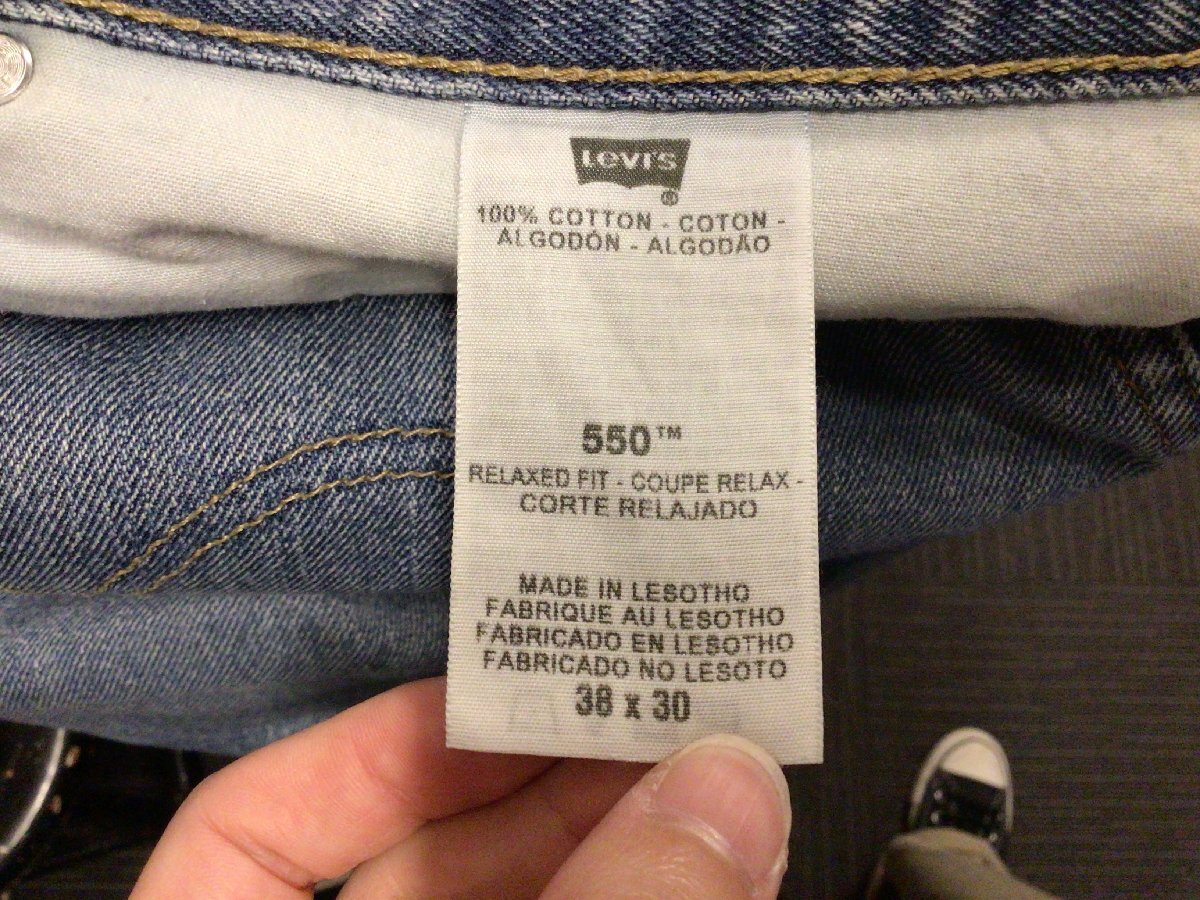 Levi's
®
100% COTTON - COTON -
ALGODÓN - ALGODÃO
550™
RELAXED FIT - COUPE RELAX -
CORTE RELAJADO
MADE IN LESOTHO
FABRIQUE AU LESOTHO
FABRICADO EN LESOTHO
FABRICADO NO LESOTO
38 x 30